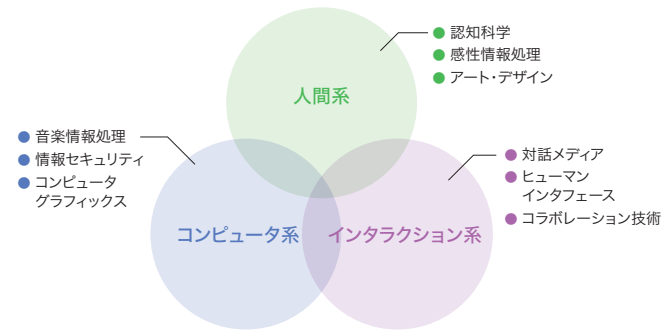 ● 認知科学
● 感性情報処理
● アート・デザイン
人間系
● 音楽情報処理
● 情報セキュリティ
● コンピュータ
グラフィックス
● 対話メディア
● ヒューマン
インタフェース
● コラボレーション技術
コンピュータ系
インタラクション系